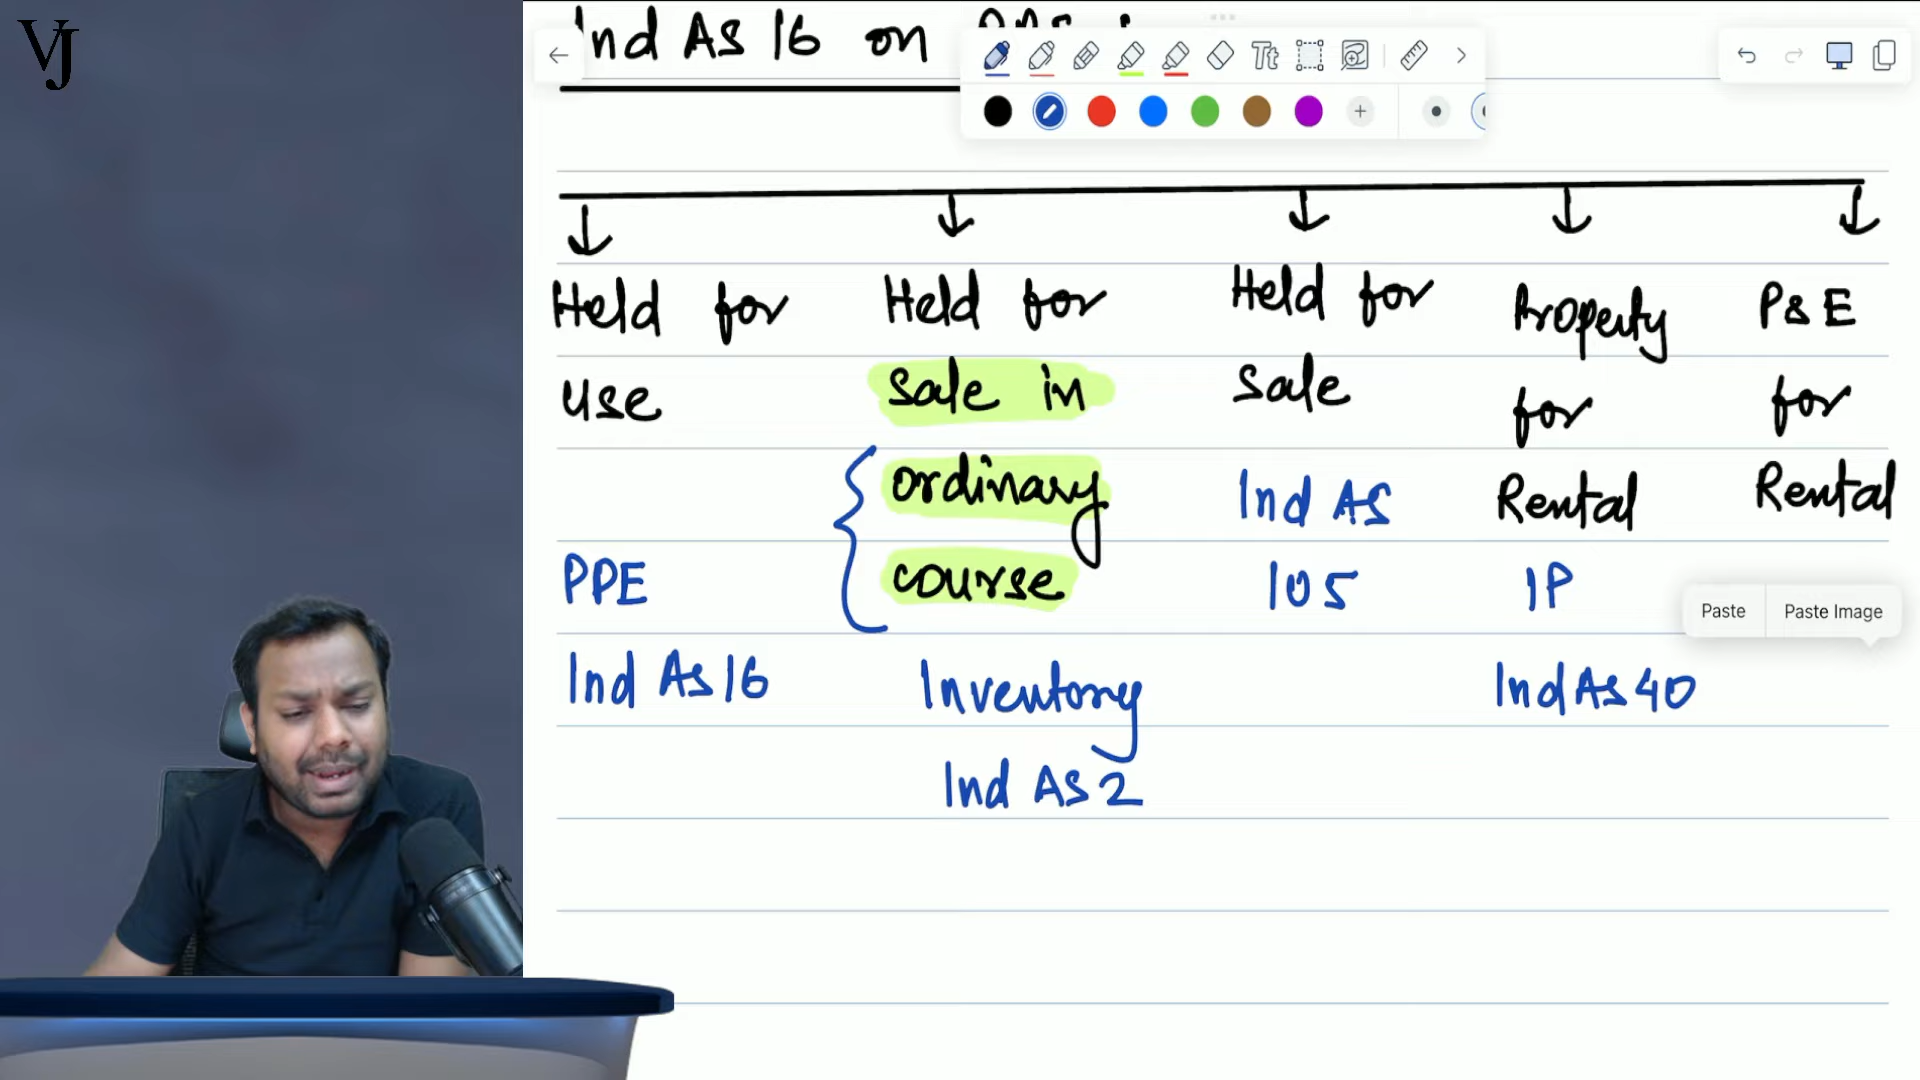 VJ
Ind AS 16 on
Tt
Held for use
PPE
Ind AS 16
Held for sale in ordinary course
Inventory
Ind AS 2
Held for sale
Ind AS 105
Property for Rental
IP
Ind AS 40
P&E for Rental
Paste
Paste Image